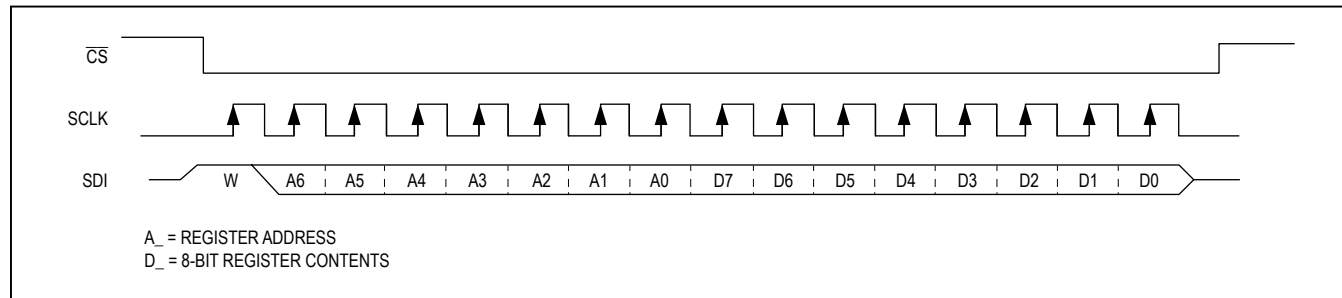 C̅S̅
SCLK
SDI W A6 A5 A4 A3 A2 A1 A0 D7 D6 D5 D4 D3 D2 D1 D0
A_ = REGISTER ADDRESS
D_ = 8-BIT REGISTER CONTENTS